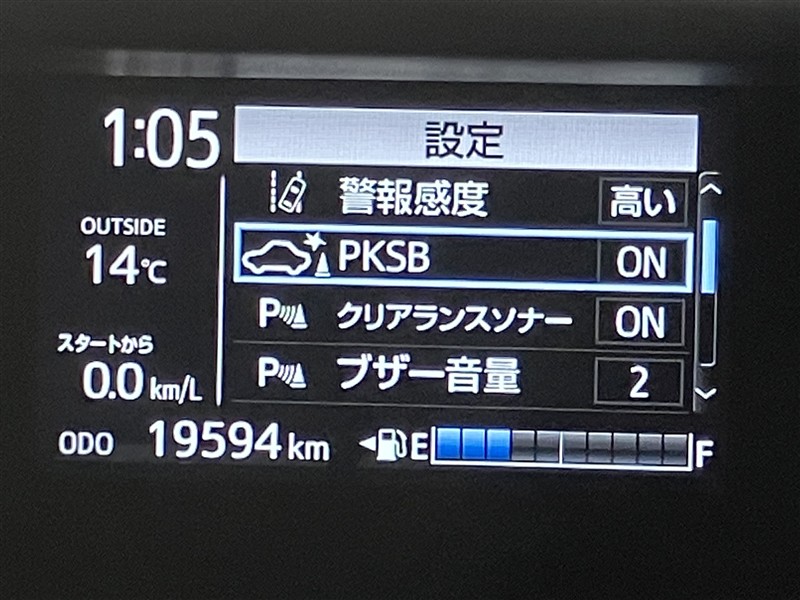 1:05
設定
警報感度 高い
OUTSIDE
14℃
PKSB ON
P クリアランスソナー ON
スタートから
0.0 km/L
P ブザー音量 2
ODO 19594 km E F